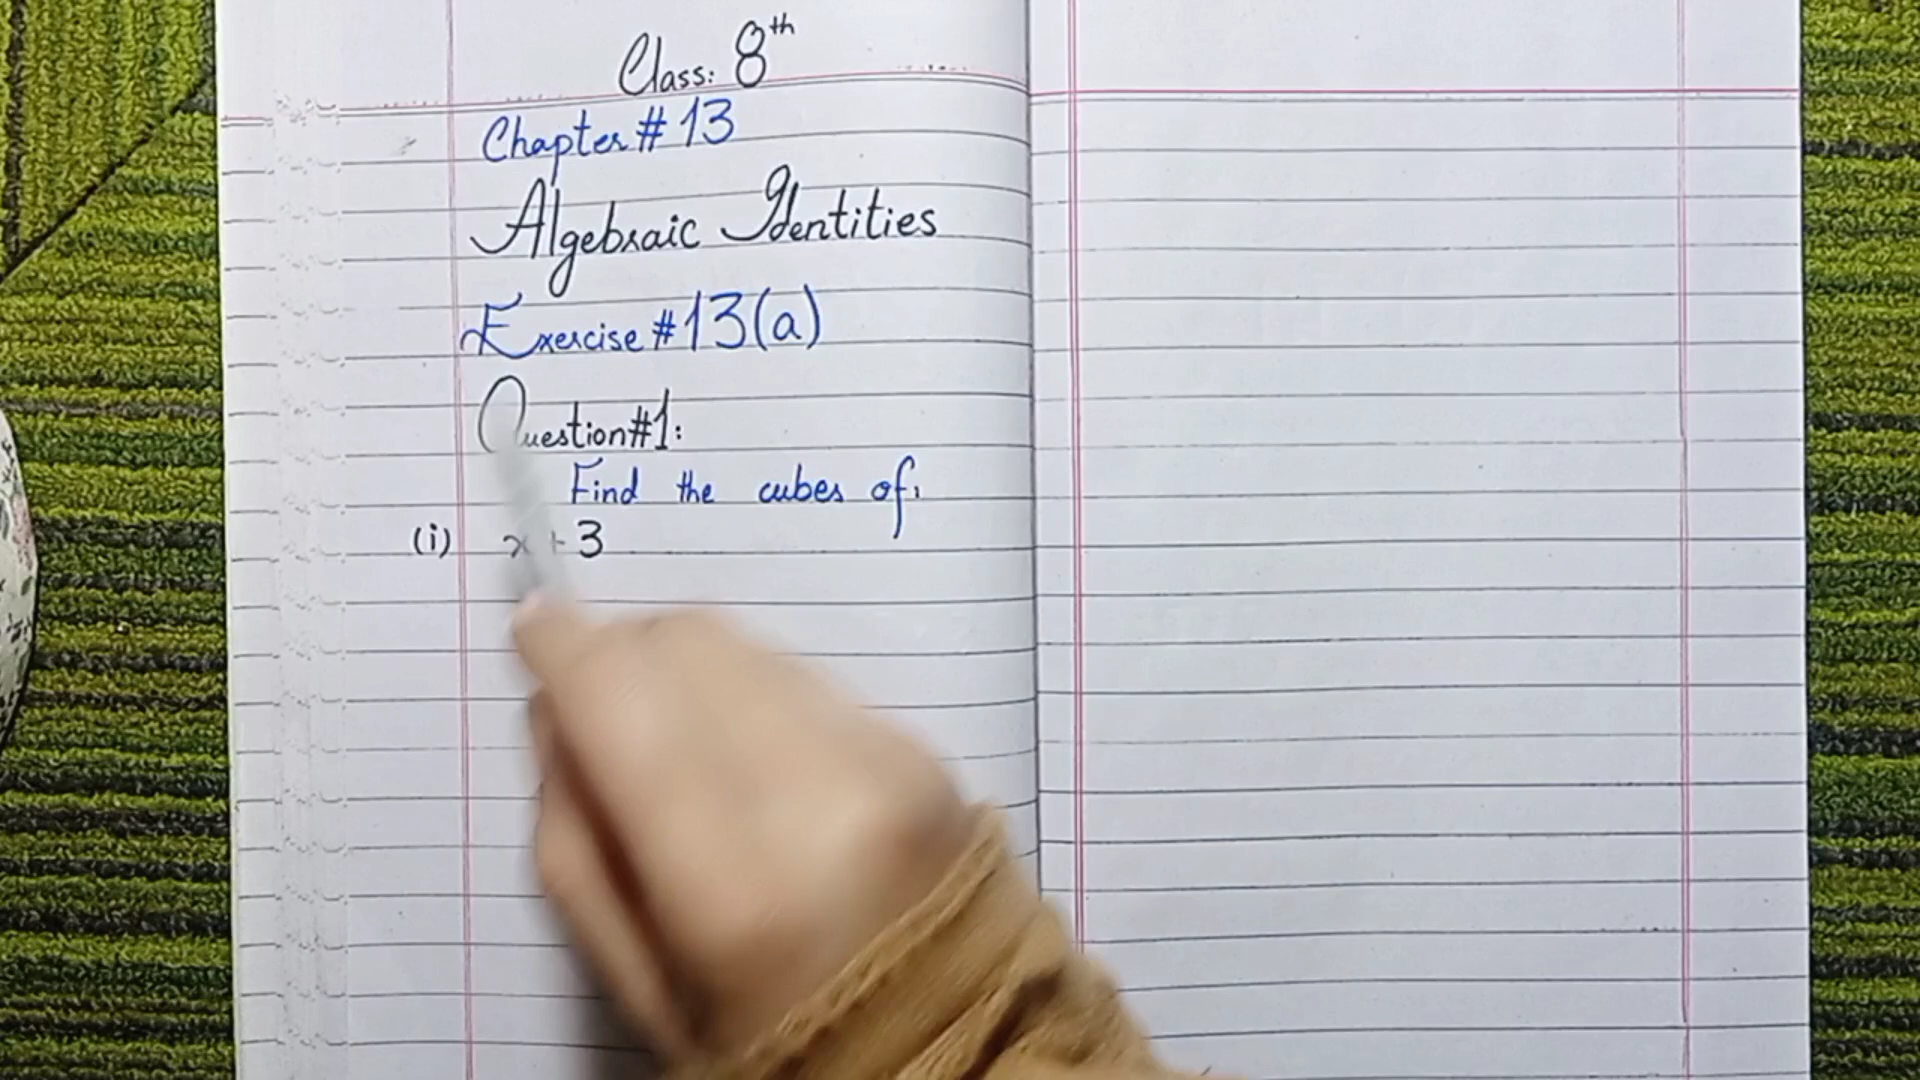 Class: 8th
Chapter # 13
Algebraic Identities
Exercise # 13(a)
Question#1:
Find the cubes of,
(i) x + 3